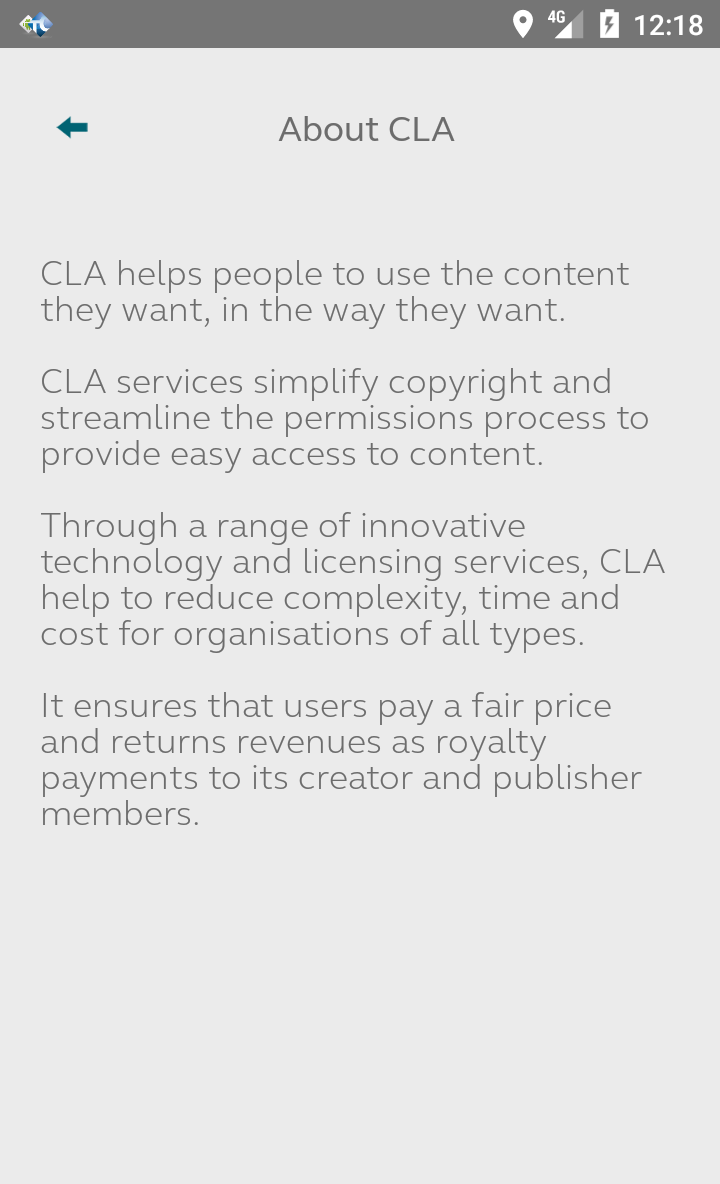 4G 12:18
About CLA
CLA helps people to use the content
they want, in the way they want.
CLA services simplify copyright and
streamline the permissions process to
provide easy access to content.
Through a range of innovative
technology and licensing services, CLA
help to reduce complexity, time and
cost for organisations of all types.
It ensures that users pay a fair price
and returns revenues as royalty
payments to its creator and publisher
members.